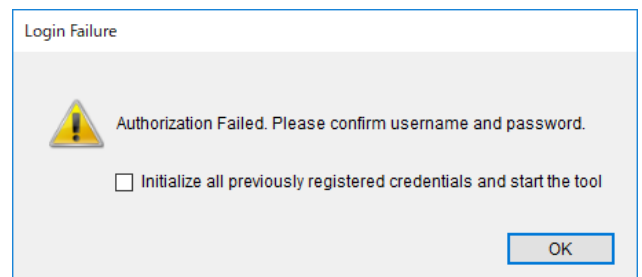 Login Failure
Authorization Failed. Please confirm username and password.
Initialize all previously registered credentials and start the tool
OK